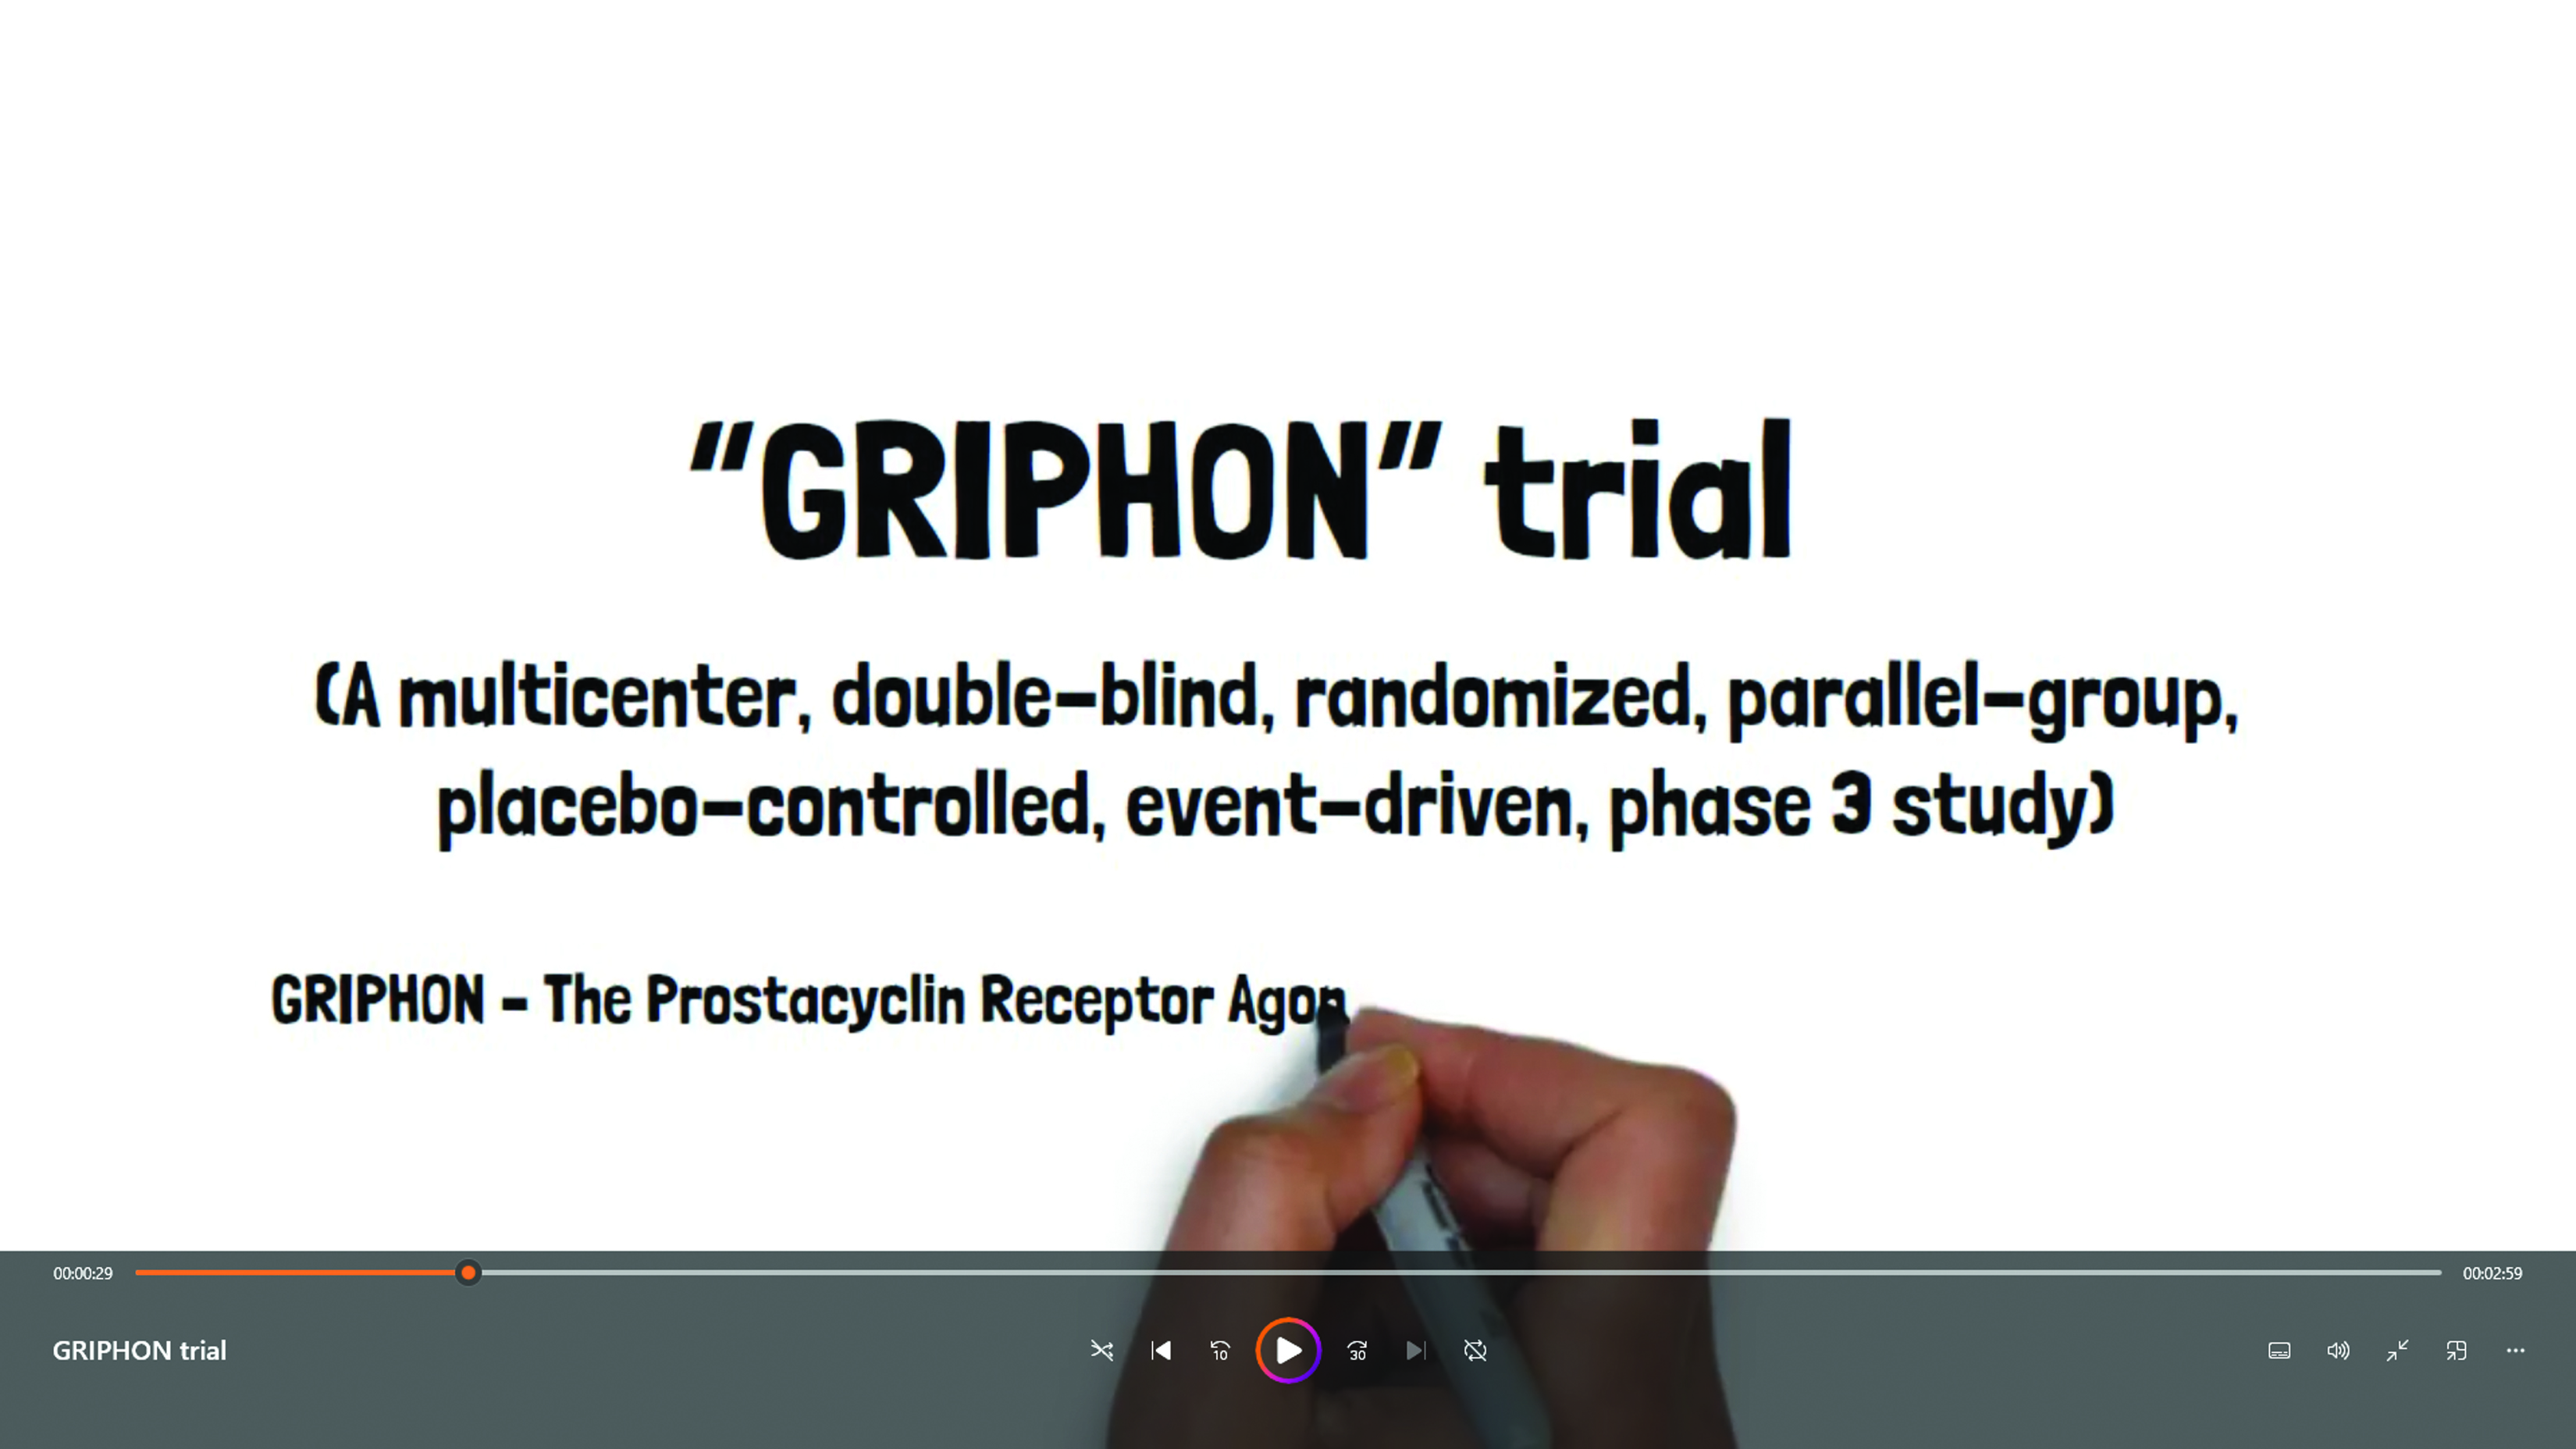 "GRIPHON" trial
(A multicenter, double-blind, randomized, parallel-group,
placebo-controlled, event-driven, phase 3 study)
GRIPHON - The Prostacyclin Receptor Agon
00:00:29
00:02:59
GRIPHON trial
10
30